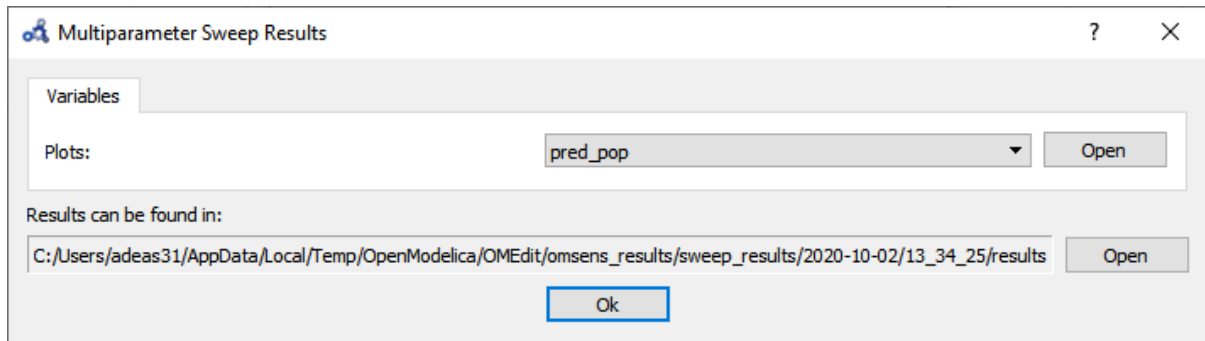 Multiparameter Sweep Results ?
Variables
Plots: pred_pop Open
Results can be found in:
C:/Users/adeas31/AppData/Local/Temp/OpenModelica/OMEdit/omsens_results/sweep_results/2020-10-02/13_34_25/results Open
Ok